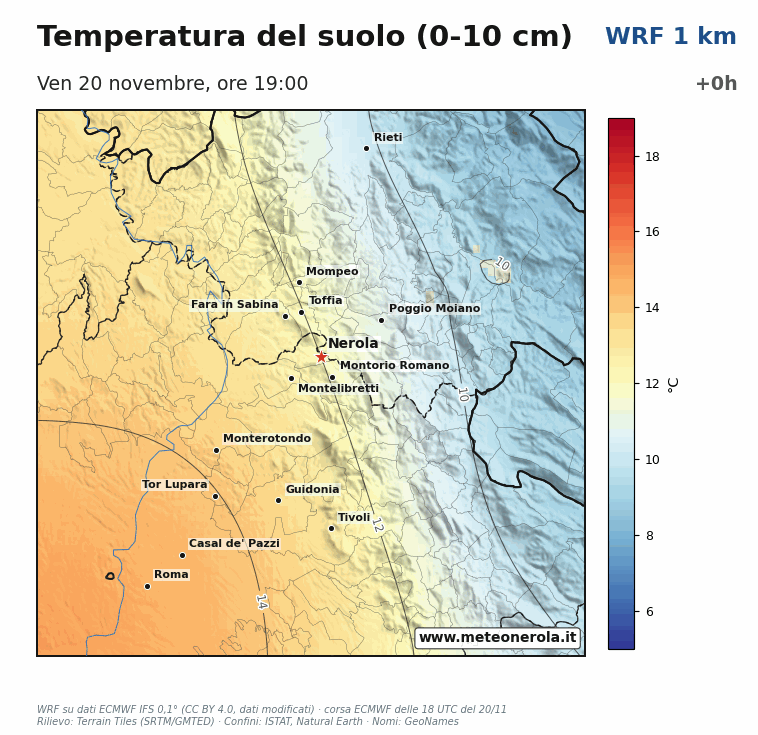 Temperatura del suolo (0-10 cm)
WRF 1 km
Ven 20 novembre, ore 19:00
+0h
Rieti
Mompeo
Fara in Sabina
Toffia
Poggio Moiano
Nerola
Montorio Romano
Montelibretti
Monterotondo
Tor Lupara
Guidonia
Tivoli
Casal de' Pazzi
Roma
10
10
12
14
www.meteonerola.it
18
16
14
12
10
8
6
°C
WRF su dati ECMWF IFS 0,1° (CC BY 4.0, dati modificati) · corsa ECMWF delle 18 UTC del 20/11
Rilievo: Terrain Tiles (SRTM/GMTED) · Confini: ISTAT, Natural Earth · Nomi: GeoNames